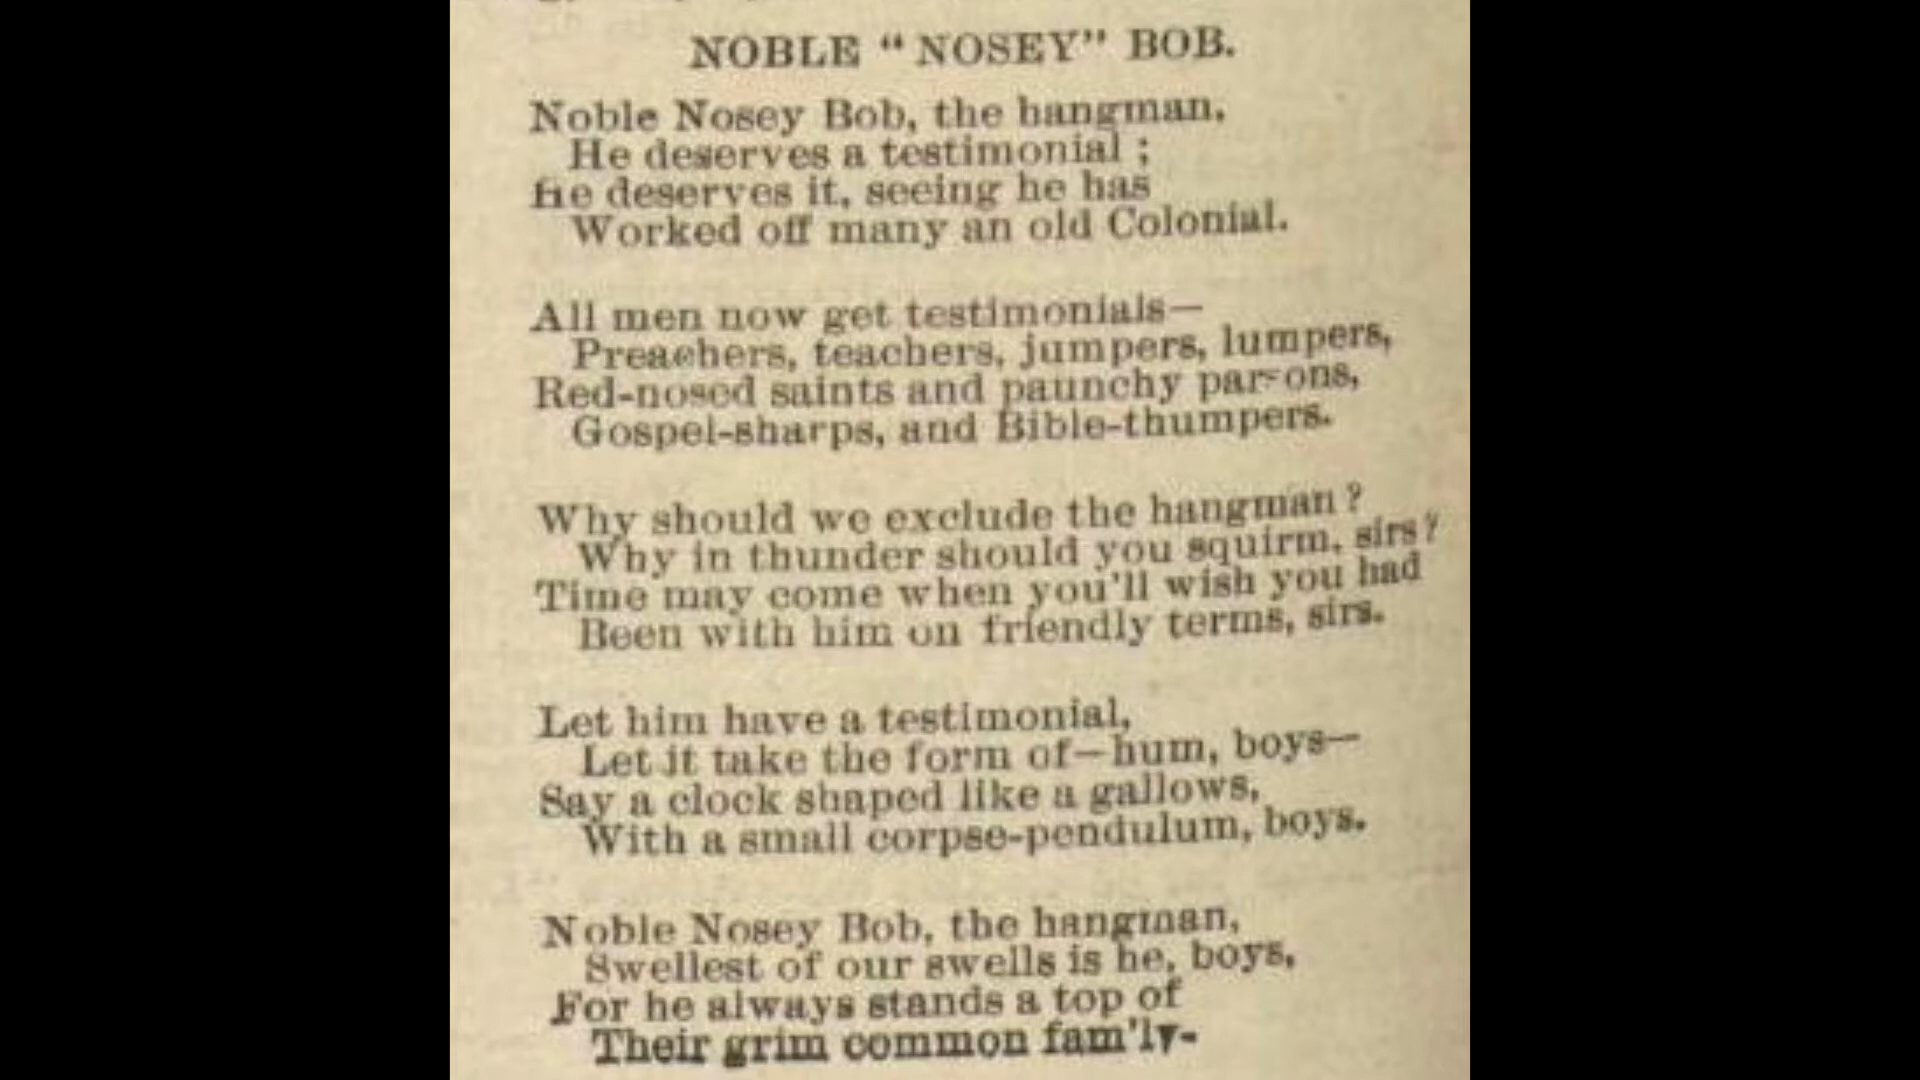 NOBLE “NOSEY” BOB.
Noble Nosey Bob, the hangman,
He deserves a testimonial;
He deserves it, seeing he has
Worked off many an old Colonial.
All men now get testimonials—
Preachers, teachers, jumpers, lumpers,
Red-nosed saints and paunchy parsons,
Gospel-sharps, and Bible-thumpers.
Why should we exclude the hangman?
Why in thunder should you squirm, sirs?
Time may come when you'll wish you had
Been with him on friendly terms, sirs.
Let him have a testimonial,
Let it take the form of—hum, boys—
Say a clock shaped like a gallows,
With a small corpse-pendulum, boys.
Noble Nosey Bob, the hangman,
Swellest of our swells is he, boys,
For he always stands a top of
Their grim common fam'ly-